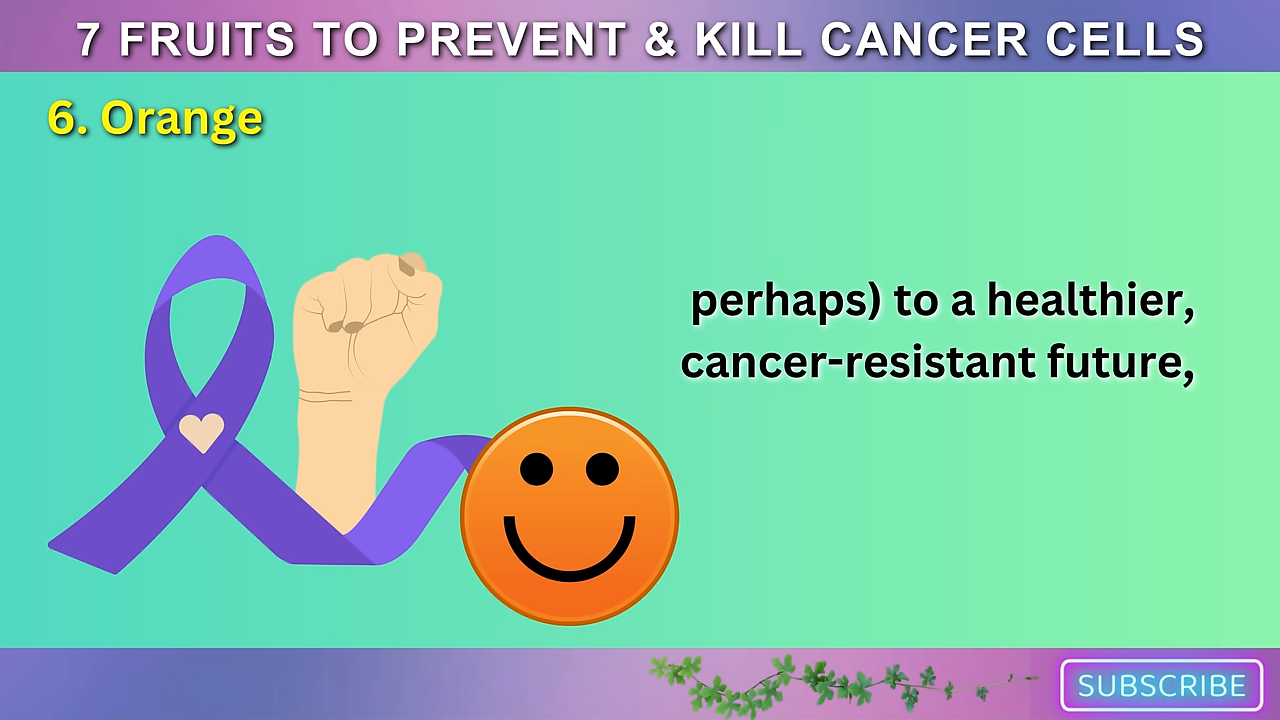 7 FRUITS TO PREVENT & KILL CANCER CELLS
6. Orange
perhaps) to a healthier,
cancer-resistant future,
SUBSCRIBE